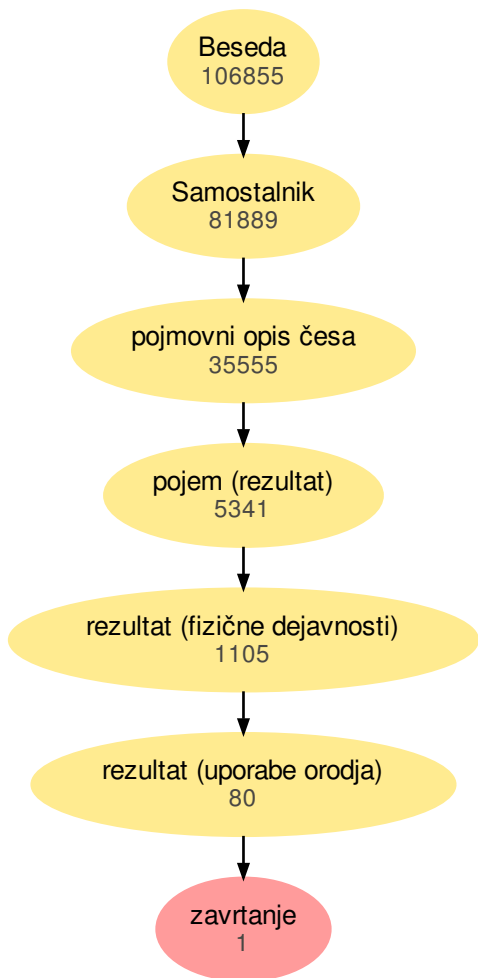 Beseda
106855
Samostalnik
81889
pojmovni opis česa
35555
pojem (rezultat)
5341
rezultat (fizične dejavnosti)
1105
rezultat (uporabe orodja)
80
zavrtanje
1